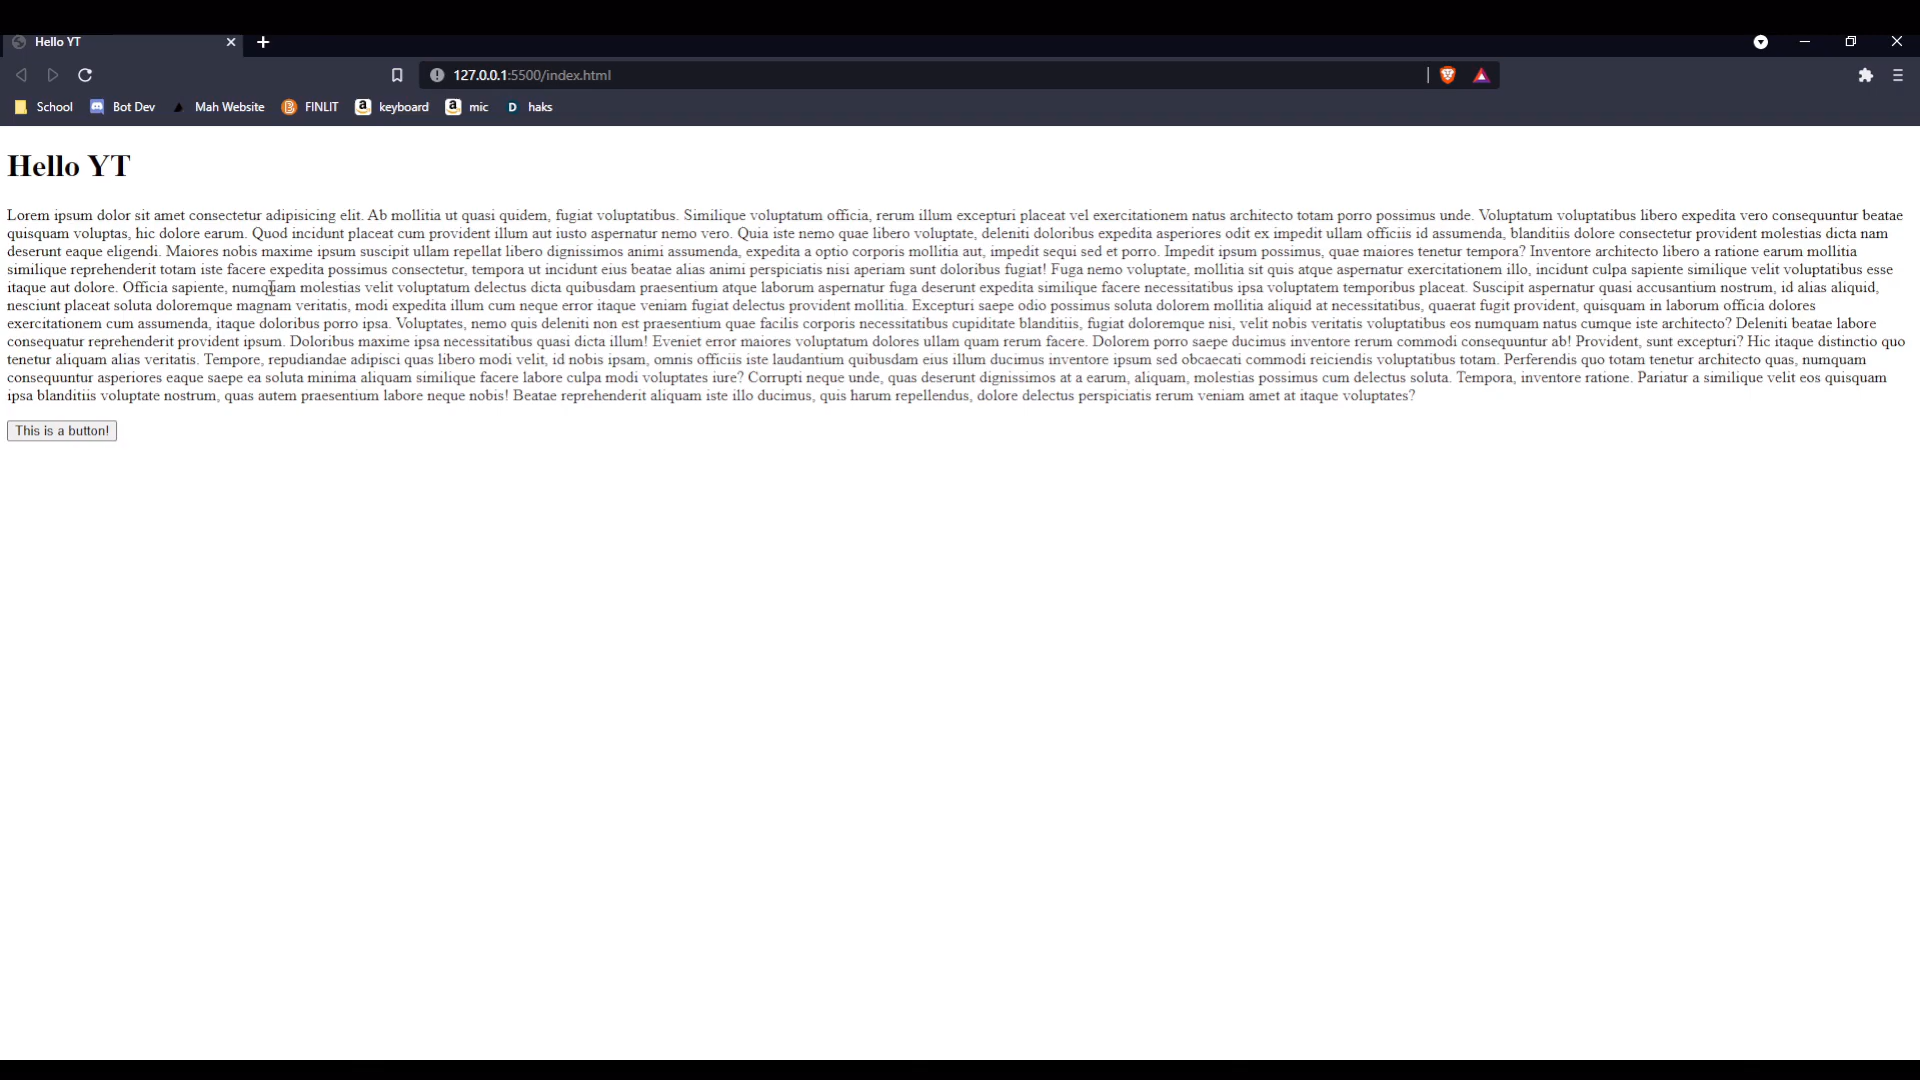 Hello YT
127.0.0.1:5500/index.html
School Bot Dev Mah Website FINLIT keyboard mic haks
Hello YT
Lorem ipsum dolor sit amet consectetur adipisicing elit. Ab mollitia ut quasi quidem, fugiat voluptatibus. Similique voluptatum officia, rerum illum excepturi placeat vel exercitationem natus architecto totam porro possimus unde. Voluptatum voluptatibus libero expedita vero consequuntur beatae
quisquam voluptas, hic dolore earum. Quod incidunt placeat cum provident illum aut iusto aspernatur nemo vero. Quia iste nemo quae libero voluptate, deleniti doloribus expedita asperiores odit ex impedit ullam officiis id assumenda, blanditiis dolore consectetur provident molestias dicta nam
deserunt eaque eligendi. Maiores nobis maxime ipsum suscipit ullam repellat libero dignissimos animi assumenda, expedita a optio corporis mollitia aut, impedit sequi sed et porro. Impedit ipsum possimus, quae maiores tenetur tempora? Inventore architecto libero a ratione earum mollitia
similique reprehenderit totam iste facere expedita possimus consectetur, tempora ut incidunt eius beatae alias animi perspiciatis nisi aperiam sunt doloribus fugiat! Fuga nemo voluptate, mollitia sit quis atque aspernatur exercitationem illo, incidunt culpa sapiente similique velit voluptatibus esse
itaque aut dolore. Officia sapiente, numquam molestias velit voluptatum delectus dicta quibusdam praesentium atque laborum aspernatur fuga deserunt expedita similique facere necessitatibus ipsa voluptatem temporibus placeat. Suscipit aspernatur quasi accusantium nostrum, id alias aliquid,
nesciunt placeat soluta doloremque magnam veritatis, modi expedita illum cum neque error itaque veniam fugiat delectus provident mollitia. Excepturi saepe odio possimus soluta dolorem mollitia aliquid at necessitatibus, quaerat fugit provident, quisquam in laborum officia dolores
exercitationem cum assumenda, itaque doloribus porro ipsa. Voluptates, nemo quis deleniti non est praesentium quae facilis corporis necessitatibus cupiditate blanditiis, fugiat doloremque nisi, velit nobis veritatis voluptatibus eos numquam natus cumque iste architecto? Deleniti beatae labore
consequatur reprehenderit provident ipsum. Doloribus maxime ipsa necessitatibus quasi dicta illum! Eveniet error maiores voluptatum dolores ullam quam rerum facere. Dolorem porro saepe ducimus inventore rerum commodi consequuntur ab! Provident, sunt excepturi? Hic itaque distinctio quo
tenetur aliquam alias veritatis. Tempore, repudiandae adipisci quas libero modi velit, id nobis ipsam, omnis officiis iste laudantium quibusdam eius illum ducimus inventore ipsum sed obcaecati commodi reiciendis voluptatibus totam. Perferendis quo totam tenetur architecto quas, numquam
consequuntur asperiores eaque saepe ea soluta minima aliquam similique facere labore culpa modi voluptates iure? Corrupti neque unde, quas deserunt dignissimos at a earum, aliquam, molestias possimus cum delectus soluta. Tempora, inventore ratione. Pariatur a similique velit eos quisquam
ipsa blanditiis voluptate nostrum, quas autem praesentium labore neque nobis! Beatae reprehenderit aliquam iste illo ducimus, quis harum repellendus, dolore delectus perspiciatis rerum veniam amet at itaque voluptates?
This is a button!